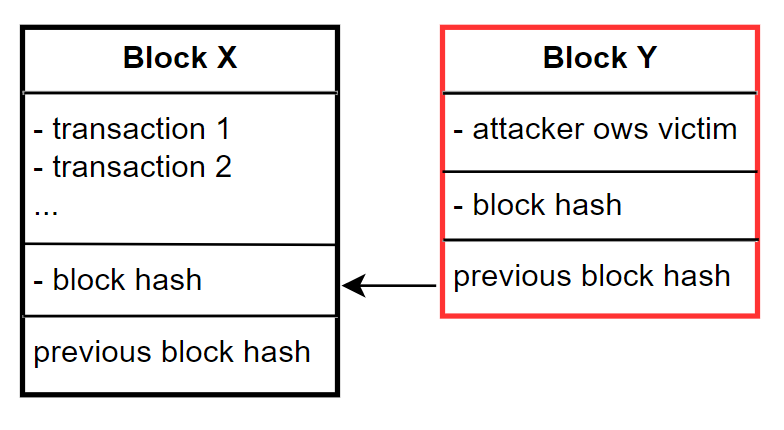 Block X
- transaction 1
- transaction 2
...
- block hash
previous block hash
Block Y
- attacker ows victim
- block hash
previous block hash